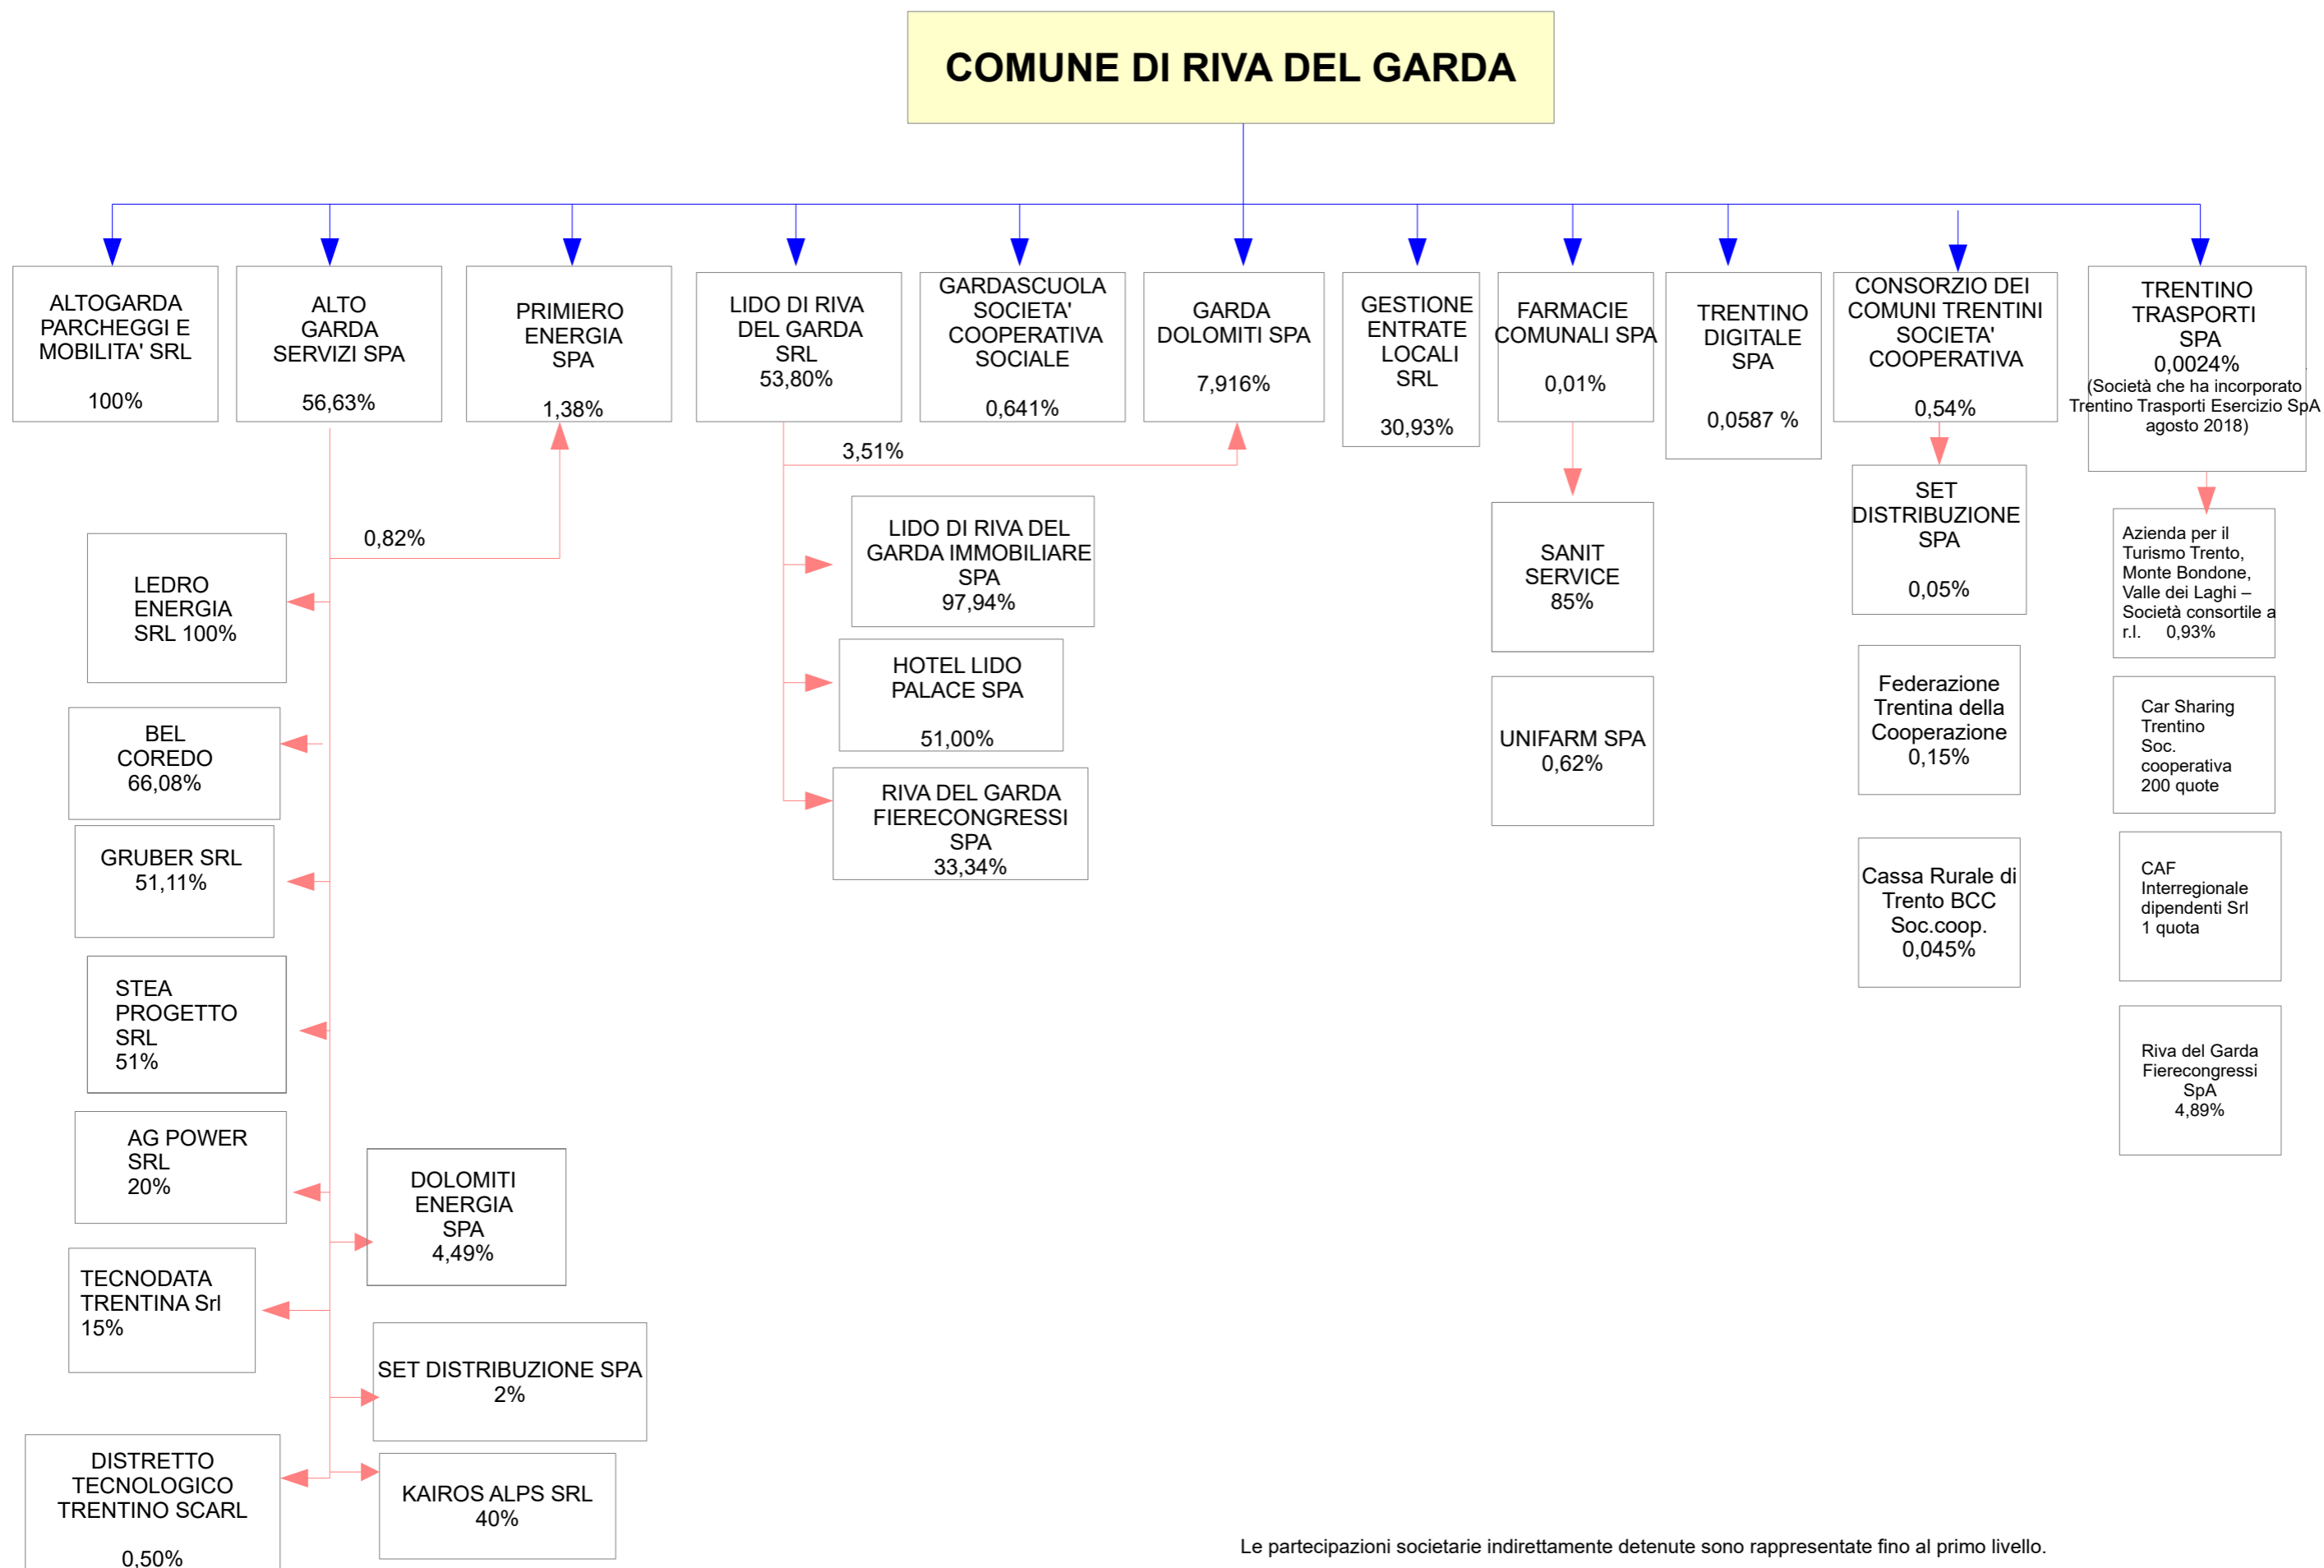 COMUNE DI RIVA DEL GARDA
ALTOGARDA
PARCHEGGI E
MOBILITA' SRL
100%
ALTO
GARDA
SERVIZI SPA
56,63%
PRIMIERO
ENERGIA
SPA
1,38%
LIDO DI RIVA
DEL GARDA
SRL
53,80%
GARDASCUOLA
SOCIETA'
COOPERATIVA
SOCIALE
0,641%
GARDA
DOLOMITI SPA
7,916%
GESTIONE
ENTRATE
LOCALI
SRL
30,93%
FARMACIE
COMUNALI SPA
0,01%
TRENTINO
DIGITALE
SPA
0,0587 %
CONSORZIO DEI
COMUNI TRENTINI
SOCIETA'
COOPERATIVA
0,54%
TRENTINO
TRASPORTI
SPA
0,0024%
(Società che ha incorporato
Trentino Trasporti Esercizio SpA
agosto 2018)
3,51%
0,82%
LEDRO
ENERGIA
SRL 100%
BEL
COREDO
66,08%
GRUBER SRL
51,11%
STEA
PROGETTO
SRL
51%
AG POWER
SRL
20%
TECNODATA
TRENTINA Srl
15%
DISTRETTO
TECNOLOGICO
TRENTINO SCARL
0,50%
DOLOMITI
ENERGIA
SPA
4,49%
SET DISTRIBUZIONE SPA
2%
KAIROS ALPS SRL
40%
LIDO DI RIVA DEL
GARDA IMMOBILIARE
SPA
97,94%
HOTEL LIDO
PALACE SPA
51,00%
RIVA DEL GARDA
FIERECONGRESSI
SPA
33,34%
SANIT
SERVICE
85%
UNIFARM SPA
0,62%
SET
DISTRIBUZIONE
SPA
0,05%
Federazione
Trentina della
Cooperazione
0,15%
Cassa Rurale di
Trento BCC
Soc.coop.
0,045%
Azienda per il
Turismo Trento,
Monte Bondone,
Valle dei Laghi –
Società consortile a
r.l. 0,93%
Car Sharing
Trentino
Soc.
cooperativa
200 quote
CAF
Interregionale
dipendenti Srl
1 quota
Riva del Garda
Fierecongressi
SpA
4,89%
Le partecipazioni societarie indirettamente detenute sono rappresentate fino al primo livello.